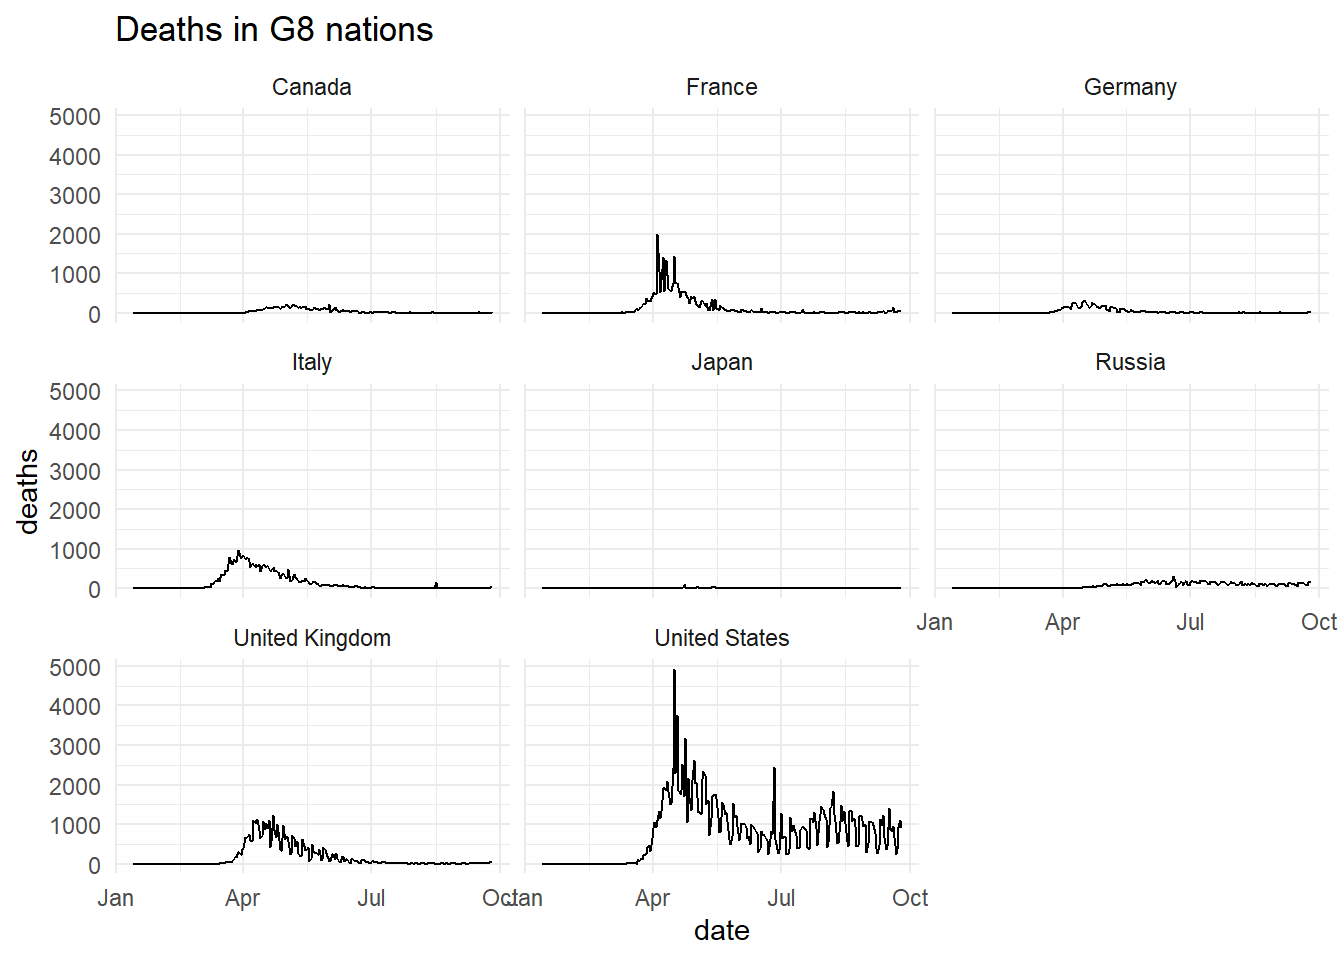 Deaths in G8 nations
Canada
France
Germany
5000
4000
3000
2000
1000
0
Italy
Japan
Russia
5000
4000
3000
2000
1000
0
Jan
Apr
Jul
Oct
United Kingdom
United States
5000
4000
3000
2000
1000
0
Jan
Apr
Jul
Oct
Jan
Apr
Jul
Oct
date
deaths